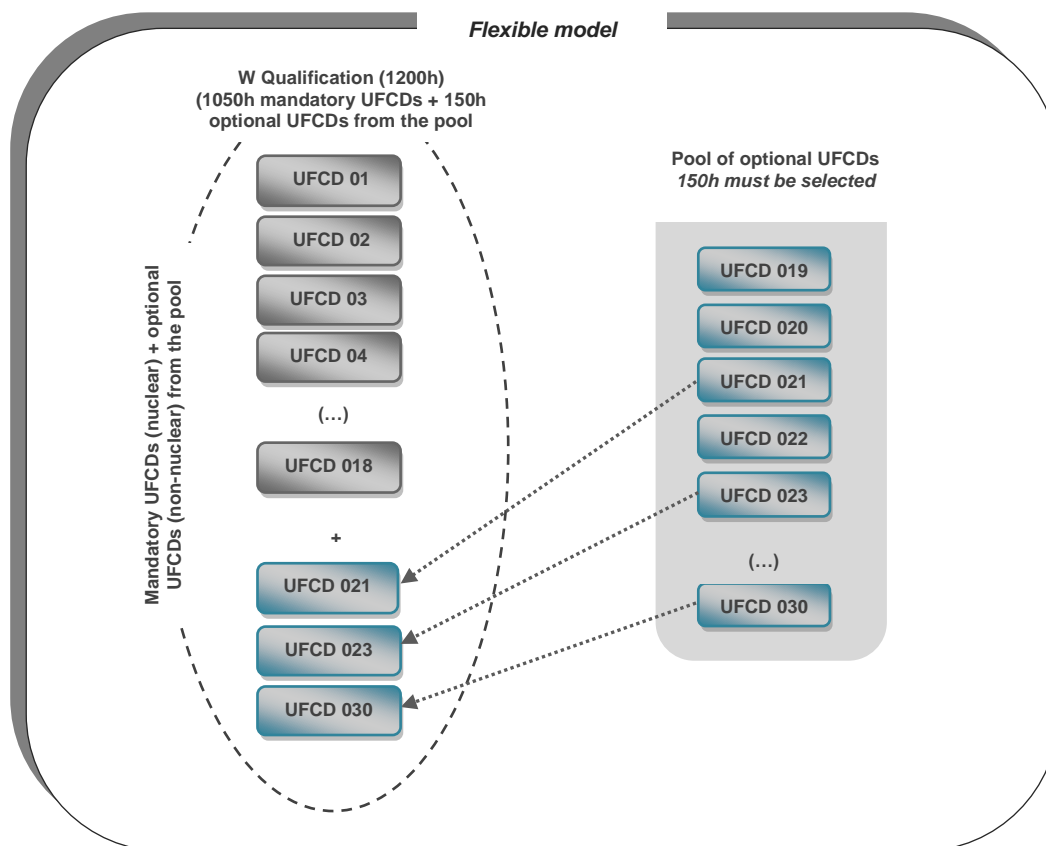 Flexible model
W Qualification (1200h)
(1050h mandatory UFCDs + 150h
optional UFCDs from the pool
Mandatory UFCDs (nuclear) + optional
UFCDs (non-nuclear) from the pool
UFCD 01
UFCD 02
UFCD 03
UFCD 04
(…)
UFCD 018
+
UFCD 021
UFCD 023
UFCD 030
Pool of optional UFCDs
150h must be selected
UFCD 019
UFCD 020
UFCD 021
UFCD 022
UFCD 023
(…)
UFCD 030